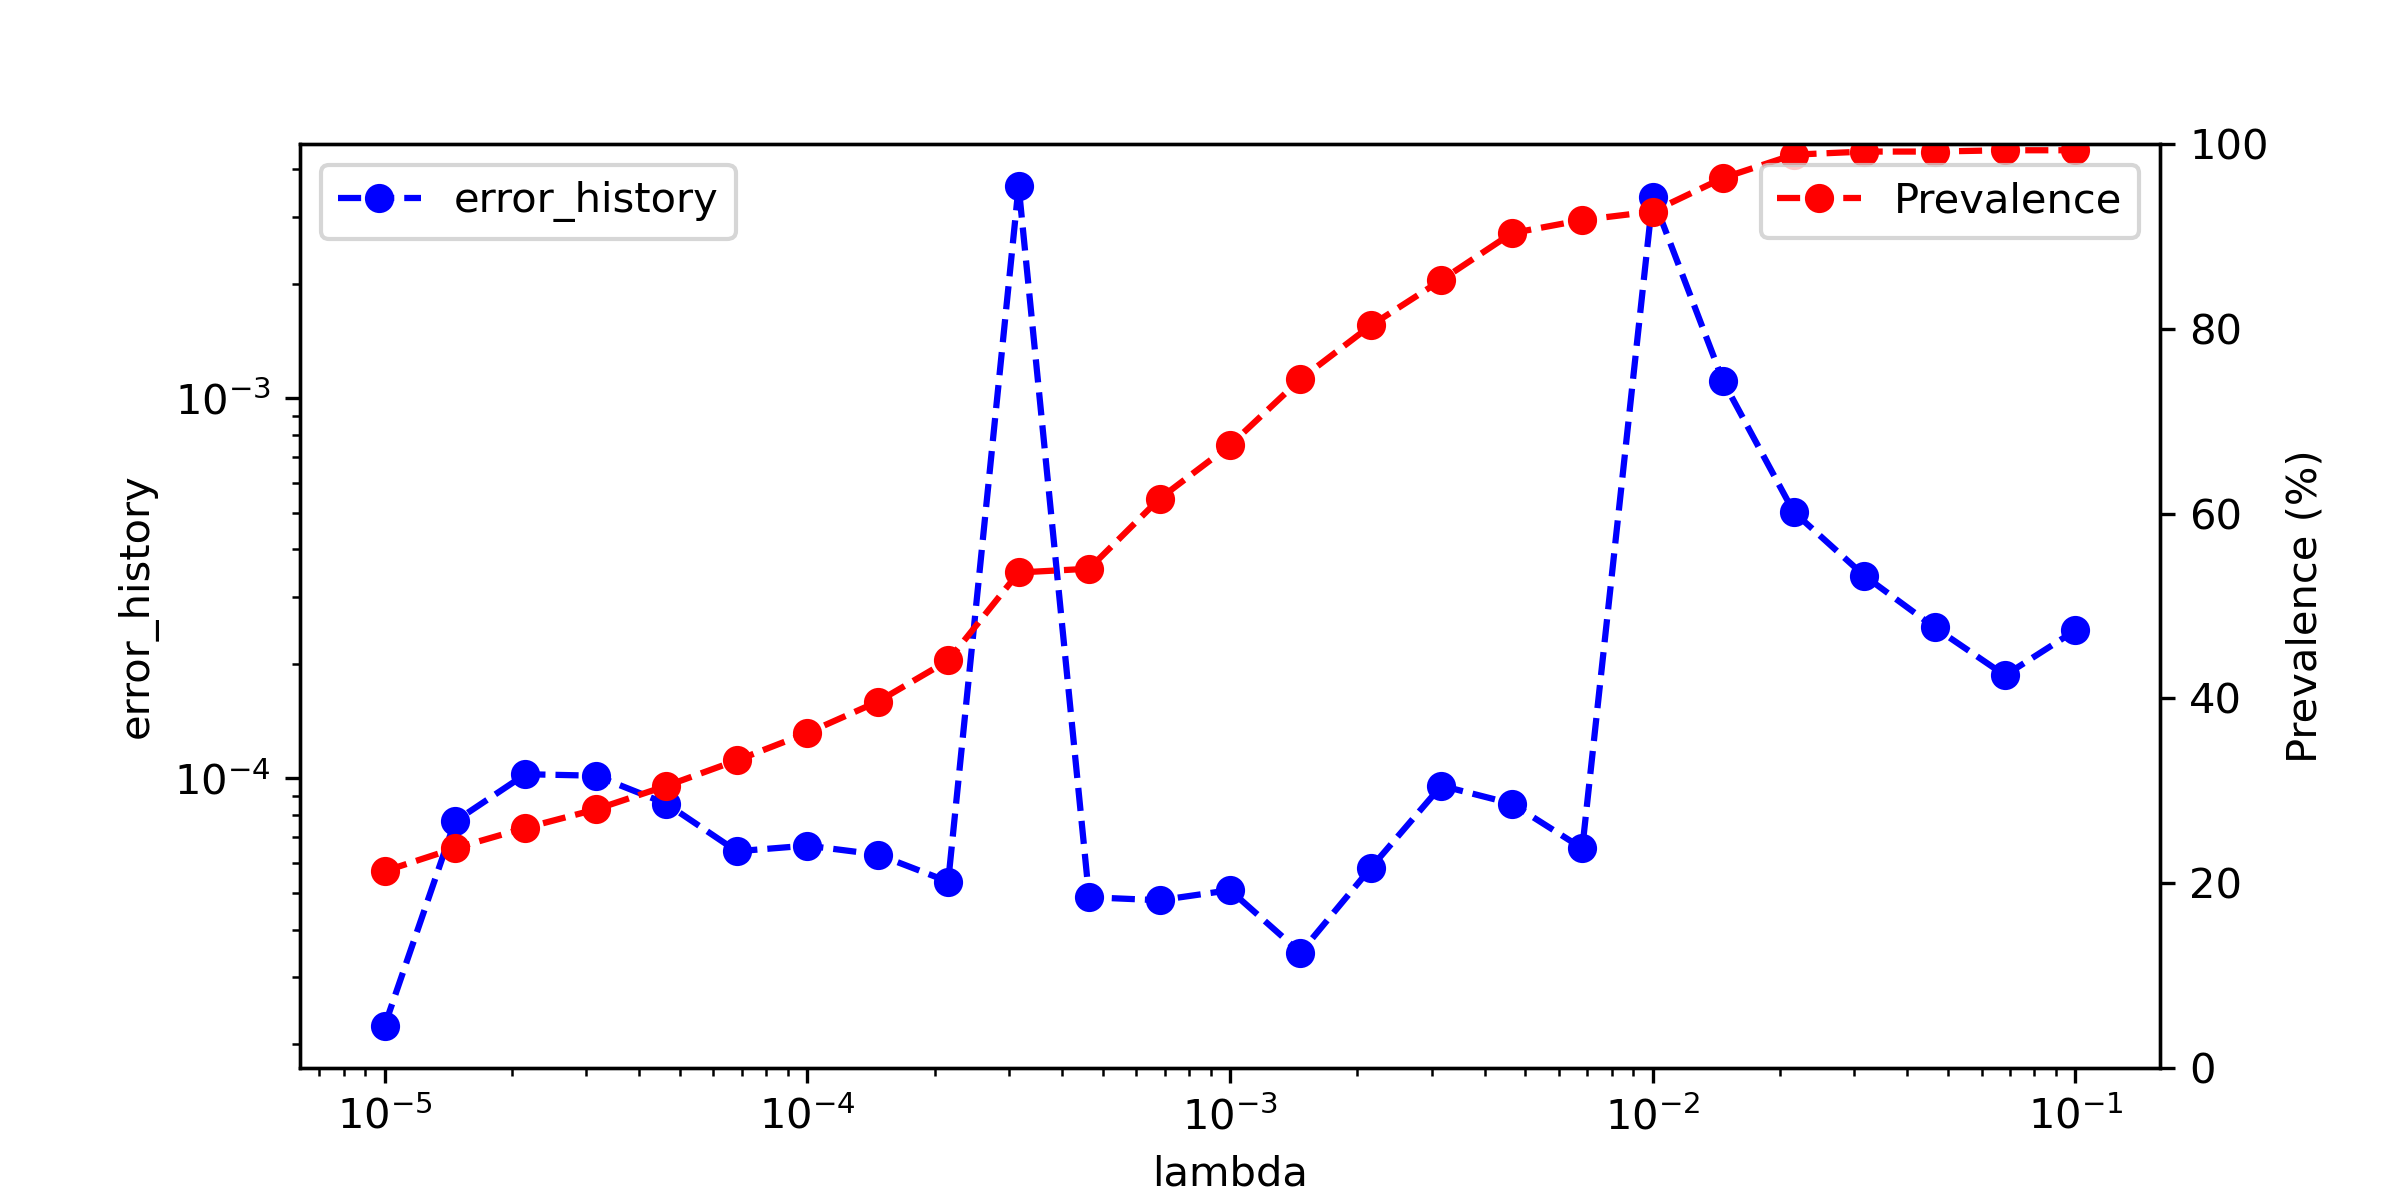 error_history
Prevalence
10⁻³
10⁻⁴
error_history
100
80
60
40
20
0
Prevalence (%)
10⁻⁵
10⁻⁴
10⁻³
10⁻²
10⁻¹
lambda